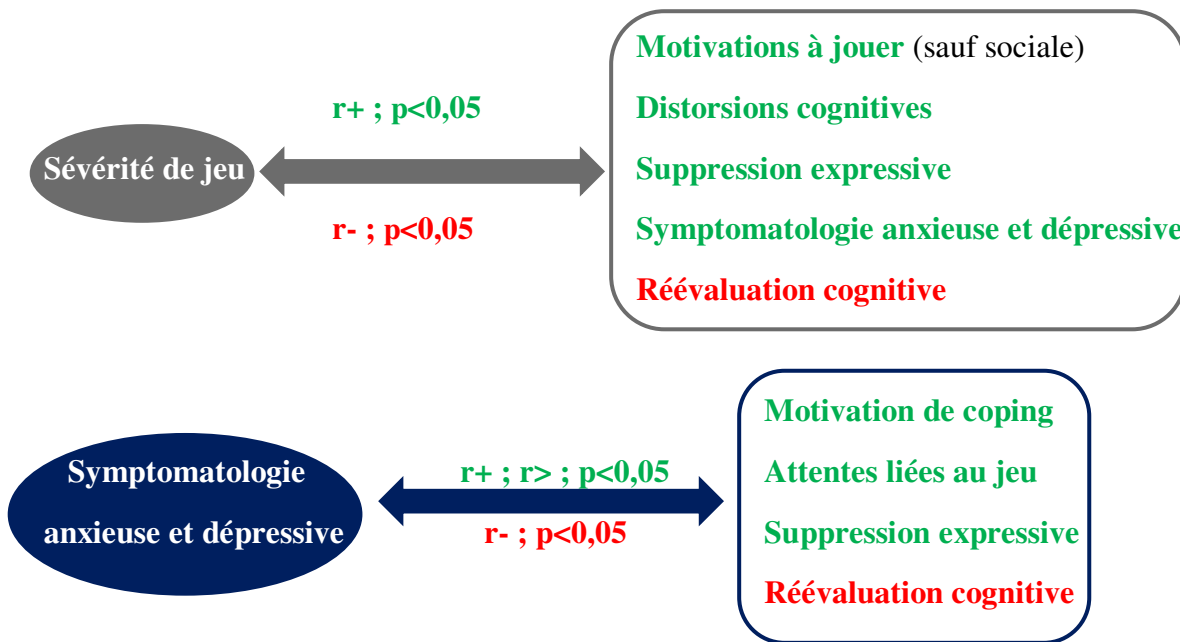 Motivations à jouer (sauf sociale)
r+ ; p<0,05
Distorsions cognitives
Sévérité de jeu
Suppression expressive
r- ; p<0,05
Symptomatologie anxieuse et dépressive
Réévaluation cognitive
Motivation de coping
Symptomatologie
anxieuse et dépressive
r+ ; r> ; p<0,05
Attentes liées au jeu
r- ; p<0,05
Suppression expressive
Réévaluation cognitive